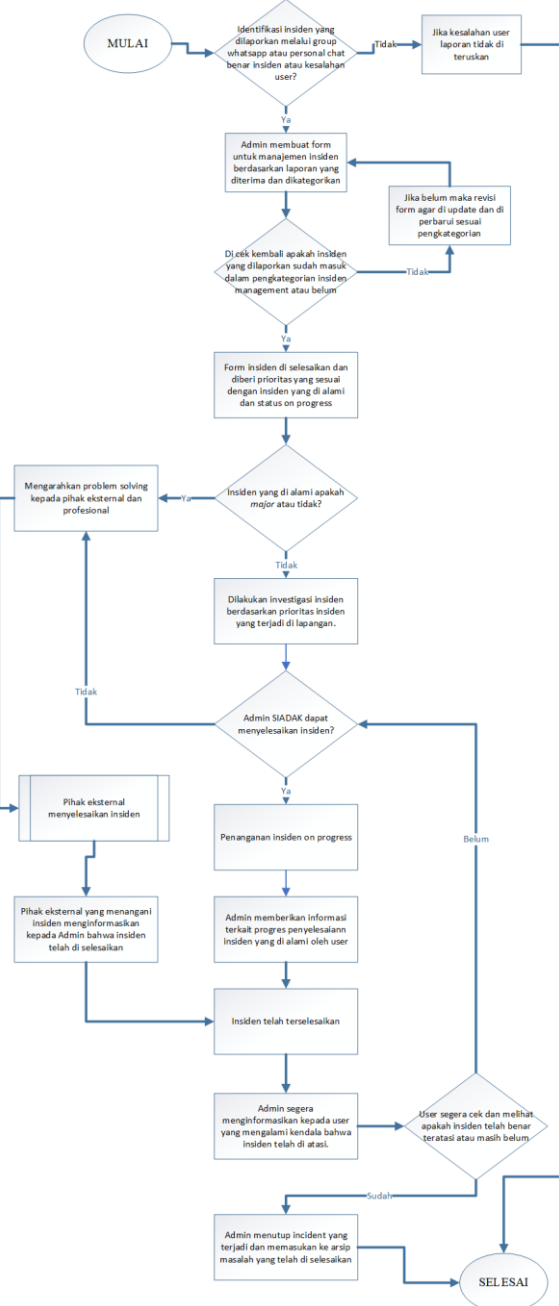 MULAI
Identifikasi insiden yang
dilaporkan melalui group
whatsapp atau personal chat
benar insiden atau kesalahan
user?
Tidak
Jika kesalahan user
laporan tidak di
teruskan
Ya
Admin membuat form
untuk manajemen insiden
berdasarkan laporan yang
diterima dan dikategorikan
Jika belum maka revisi
form agar di update dan di
perbarui sesuai
pengkategorian
Di cek kembali apakah insiden
yang dilaporkan sudah masuk
dalam pengkategorian insiden
management atau belum
Tidak
Ya
Form insiden di selesaikan dan
diberi prioritas yang sesuai
dengan insiden yang di alami
dan status on progress
Mengarahkan problem solving
kepada pihak eksternal dan
profesional
Ya
Insiden yang di alami apakah
major atau tidak?
Tidak
Dilakukan investigasi insiden
berdasarkan prioritas insiden
yang terjadi di lapangan.
Tidak
Admin SIADAK dapat
menyelesaikan insiden?
Ya
Pihak eksternal
menyelesaikan insiden
Penanganan insiden on progress
Belum
Pihak eksternal yang menangani
insiden menginformasikan
kepada Admin bahwa insiden
telah di selesaikan
Admin memberikan informasi
terkait progres penyelesaiann
insiden yang di alami oleh user
Insiden telah terselesaikan
Admin segera
menginformasikan kepada user
yang mengalami kendala bahwa
insiden telah di atasi.
User segera cek dan melihat
apakah insiden telah benar
teratasi atau masih belum
Sudah
Admin menutup incident yang
terjadi dan memasukan ke arsip
masalah yang telah di selesaikan
SELESAI